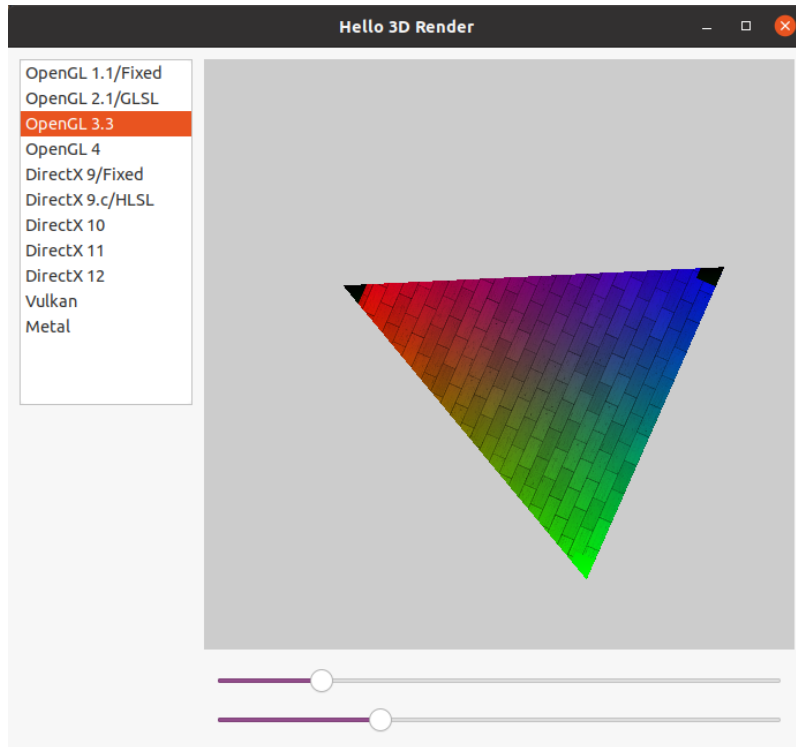 Hello 3D Render
OpenGL 1.1/Fixed
OpenGL 2.1/GLSL
OpenGL 3.3
OpenGL 4
DirectX 9/Fixed
DirectX 9.c/HLSL
DirectX 10
DirectX 11
DirectX 12
Vulkan
Metal